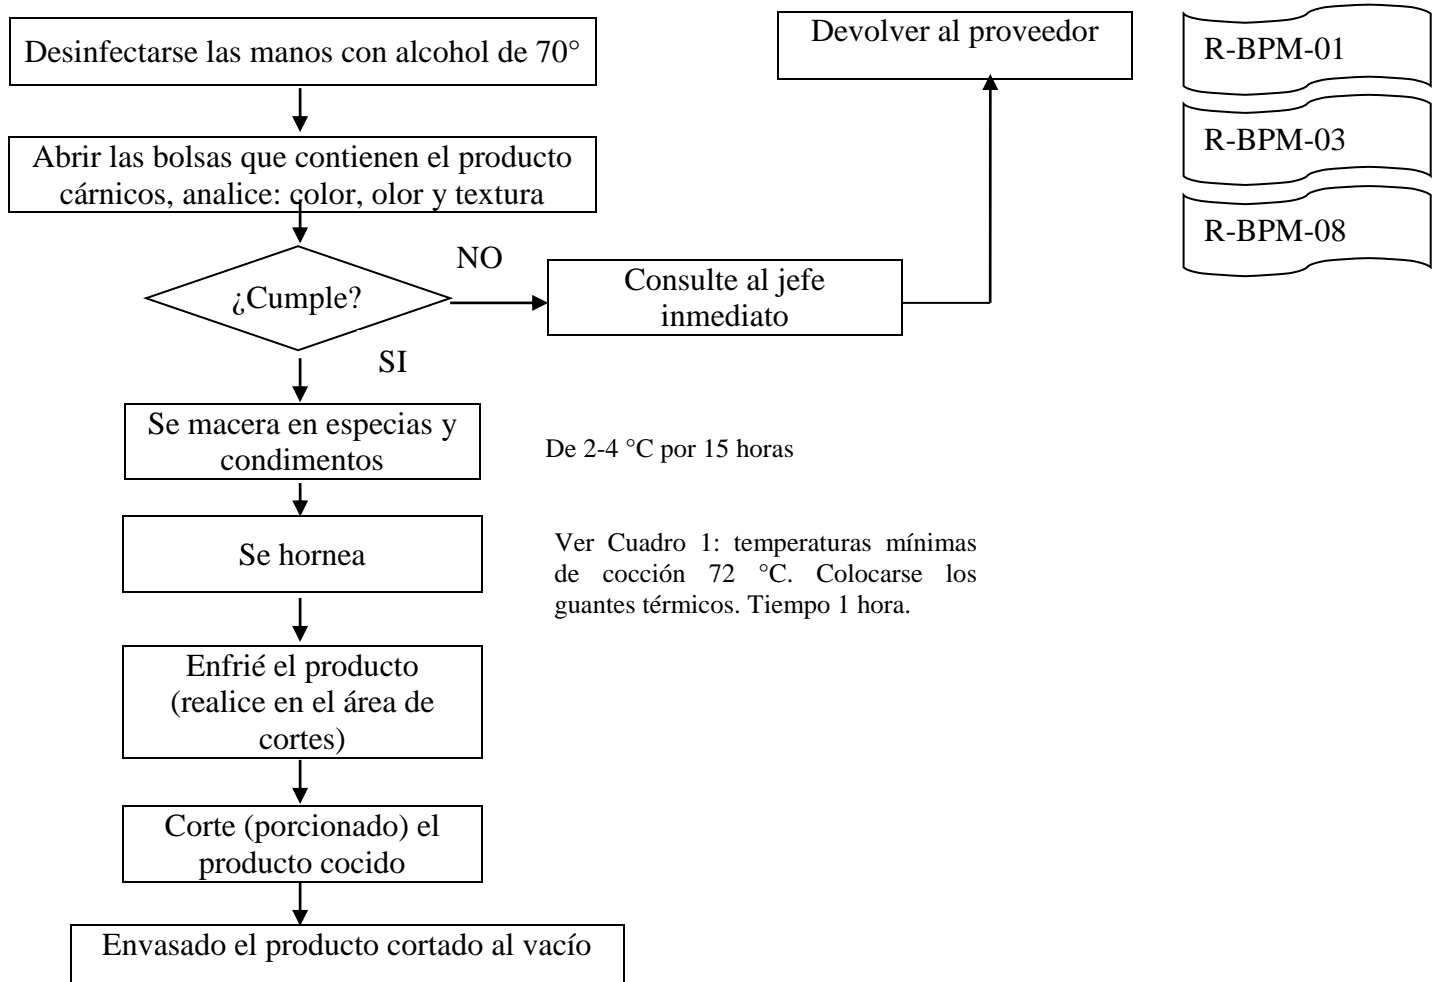 Desinfectarse las manos con alcohol de 70°
Devolver al proveedor
R-BPM-01
R-BPM-03
R-BPM-08
Abrir las bolsas que contienen el producto
cárnicos, analice: color, olor y textura
¿Cumple?
NO
Consulte al jefe
inmediato
SI
Se macera en especias y
condimentos
De 2-4 °C por 15 horas
Se hornea
Ver Cuadro 1: temperaturas mínimas
de cocción 72 °C. Colocarse los
guantes térmicos. Tiempo 1 hora.
Enfrié el producto
(realice en el área de
cortes)
Corte (porcionado) el
producto cocido
Envasado el producto cortado al vacío